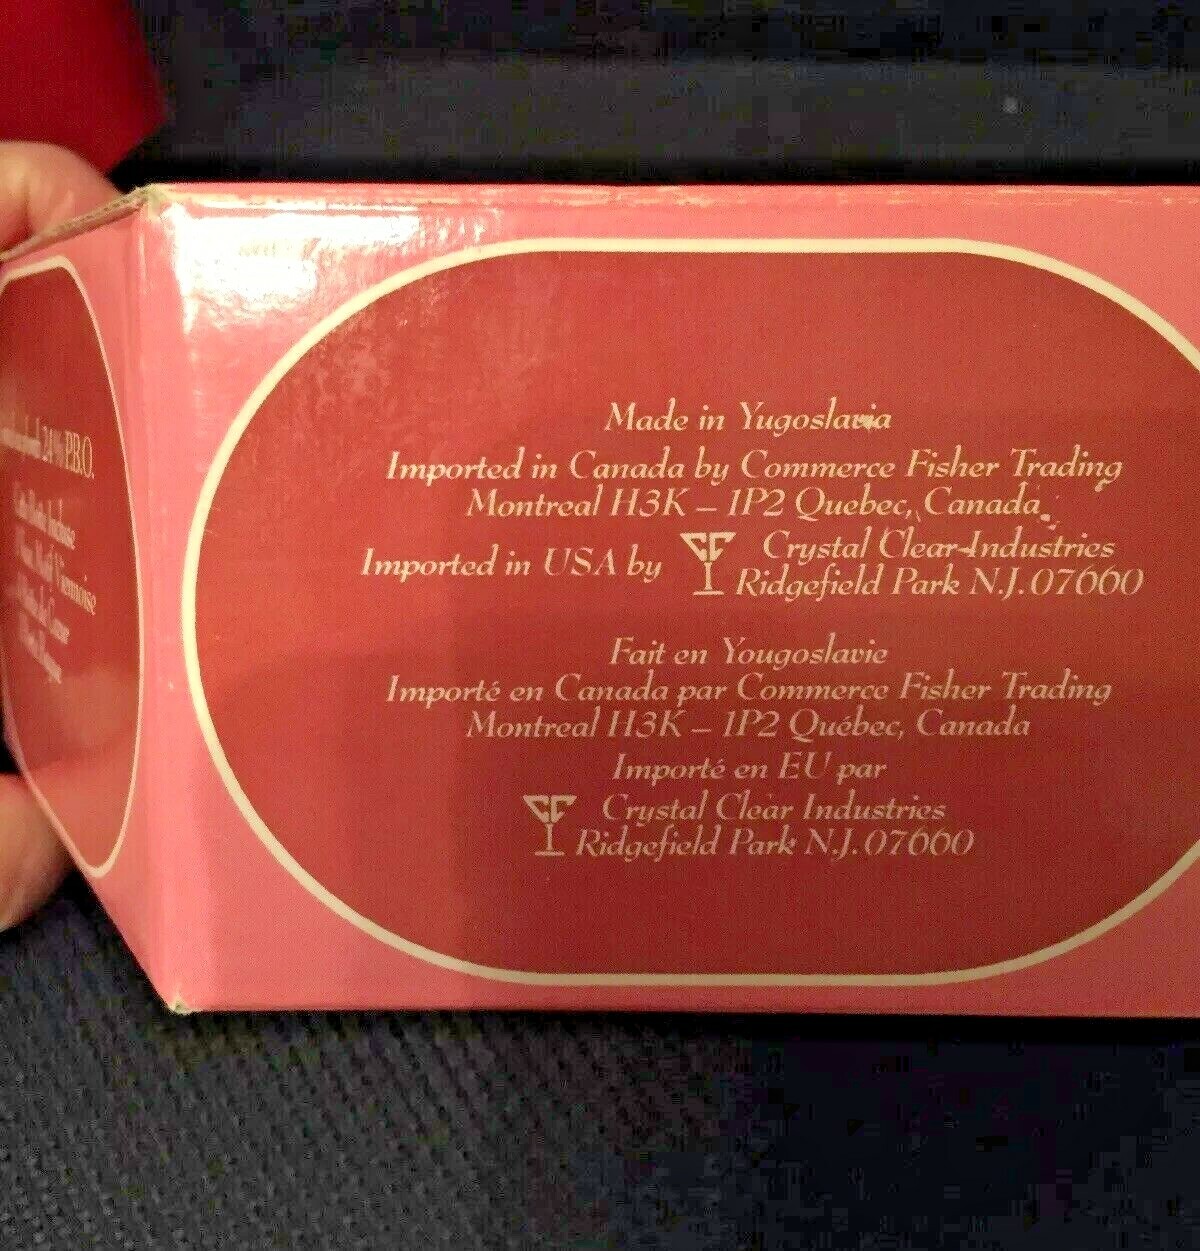 Made in Yugoslavia
Imported in Canada by Commerce Fisher Trading
Montreal H3K – 1P2 Quebec, Canada
Imported in USA by
Crystal Clear Industries
Ridgefield Park N.J. 07660
Fait en Yougoslavie
Importé en Canada par Commerce Fisher Trading
Montreal H3K – 1P2 Québec, Canada
Importé en EU par
Crystal Clear Industries
Ridgefield Park N.J. 07660
24% P.B.O.